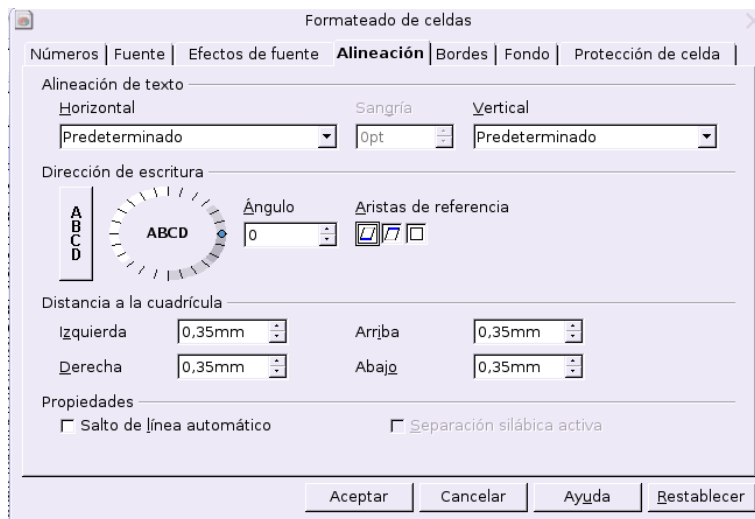 Formateado de celdas
Números Fuente Efectos de fuente Alineación Bordes Fondo Protección de celda
Alineación de texto
Horizontal Sangría Vertical
Predeterminado 0pt Predeterminado
Dirección de escritura
ABCD ABCD Ángulo Aristas de referencia
0
Distancia a la cuadrícula
Izquierda 0,35mm Arriba 0,35mm
Derecha 0,35mm Abajo 0,35mm
Propiedades
Salto de línea automático Separación silábica activa
Aceptar Cancelar Ayuda Restablecer